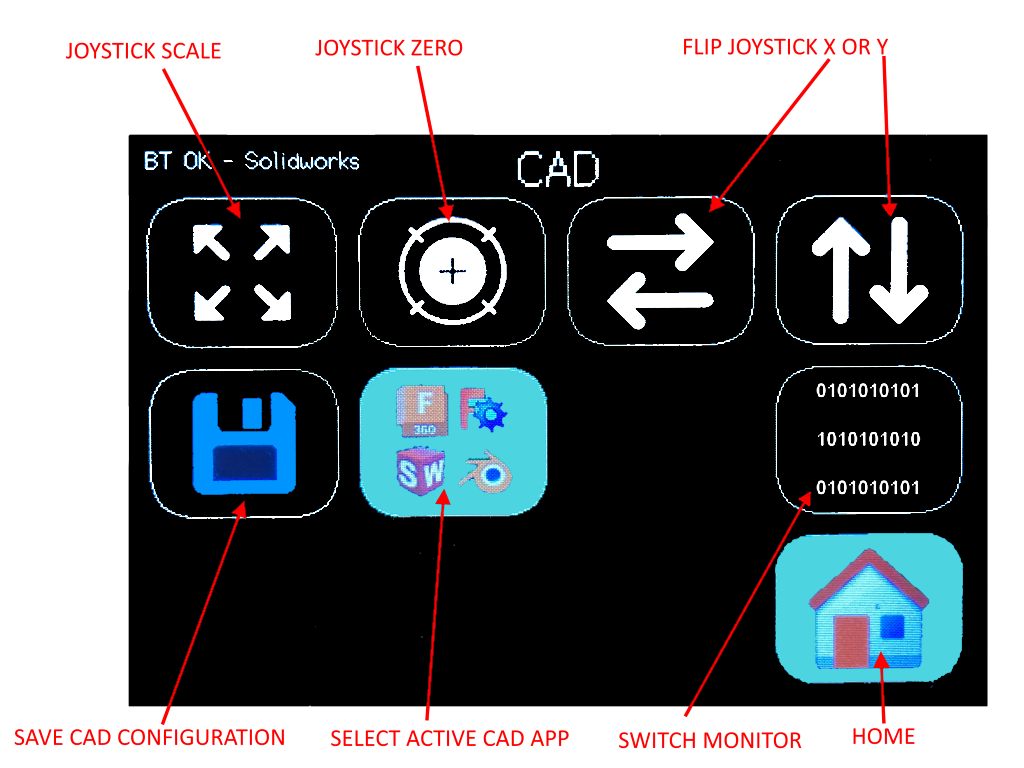 JOYSTICK SCALE
JOYSTICK ZERO
FLIP JOYSTICK X OR Y
BT OK - Solidworks
CAD
F
360
F
SW
0101010101
1010101010
0101010101
SAVE CAD CONFIGURATION
SELECT ACTIVE CAD APP
SWITCH MONITOR
HOME